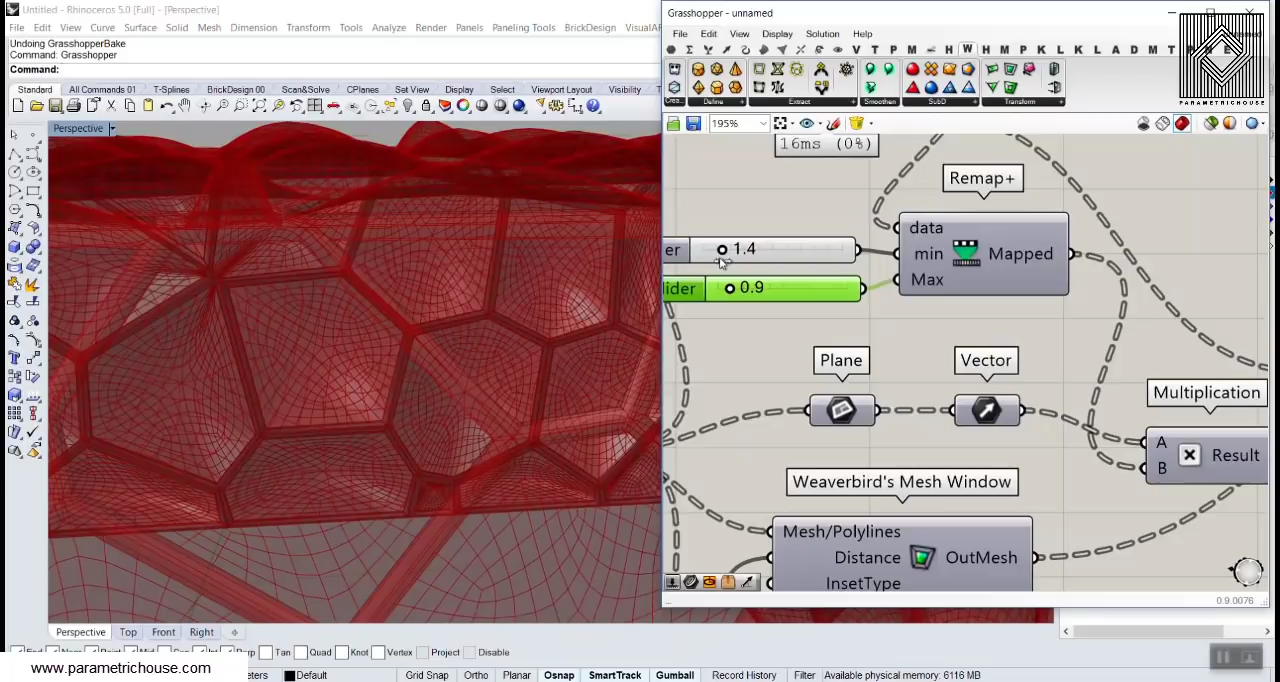 Untitled - Rhinoceros 5.0 [Full] - [Perspective]
File Edit View Curve Surface Solid Mesh Dimension Transform Tools Analyze Render Panels Paneling Tools BrickDesign
Undoing GrasshopperBake
Command: Grasshopper
Command:
Standard All Commands 01 T-Splines BrickDesign 00 Scan&Solve CPlanes Set View Display Select Viewport Layout Visibility
Perspective
Grasshopper - unnamed
File Edit View Display Solution Help
PARAMETRICHOUSE
Define Extract Smoothen SubD Transform
195%
16ms (0%)
Remap+
data
min
Max
Mapped
1.4
0.9
Plane
Vector
Multiplication
A
B
Result
Weaverbird's Mesh Window
Mesh/Polylines
Distance
InsetType
OutMesh
0.9.0076
Perspective Top Front Right
Tan Quad Knot Vertex Project Disable
www.parametrichouse.com
Default Grid Snap Ortho Planar Osnap SmartTrack Gumball Record History Filter Available physical memory: 6116 MB